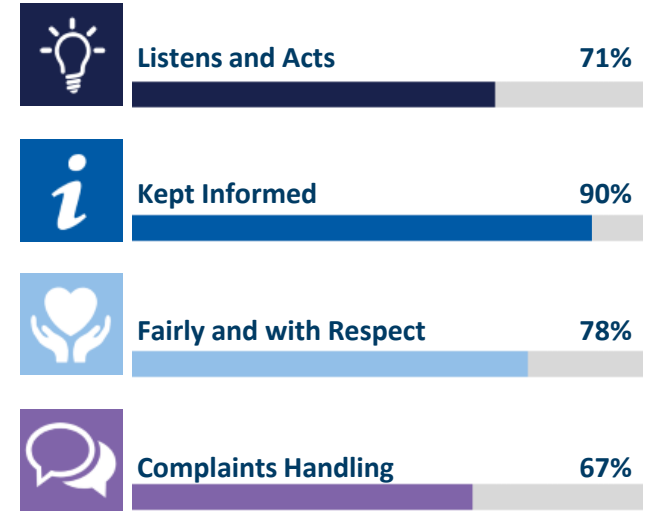 Listens and Acts 71%
Kept Informed 90%
Fairly and with Respect 78%
Complaints Handling 67%